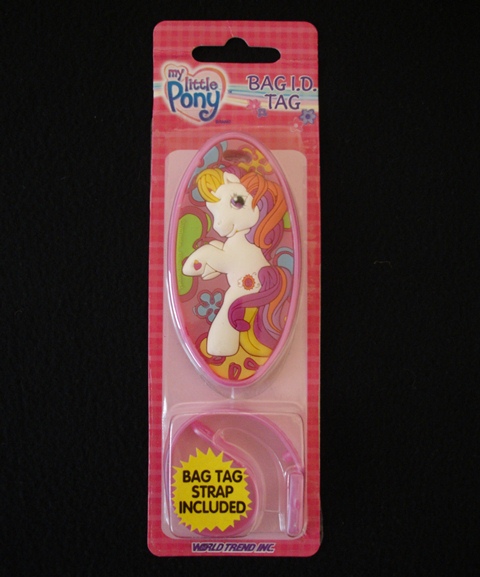 my
little
Pony
BAG I.D.
TAG
BAG TAG
STRAP
INCLUDED
WORLD TREND, INC.